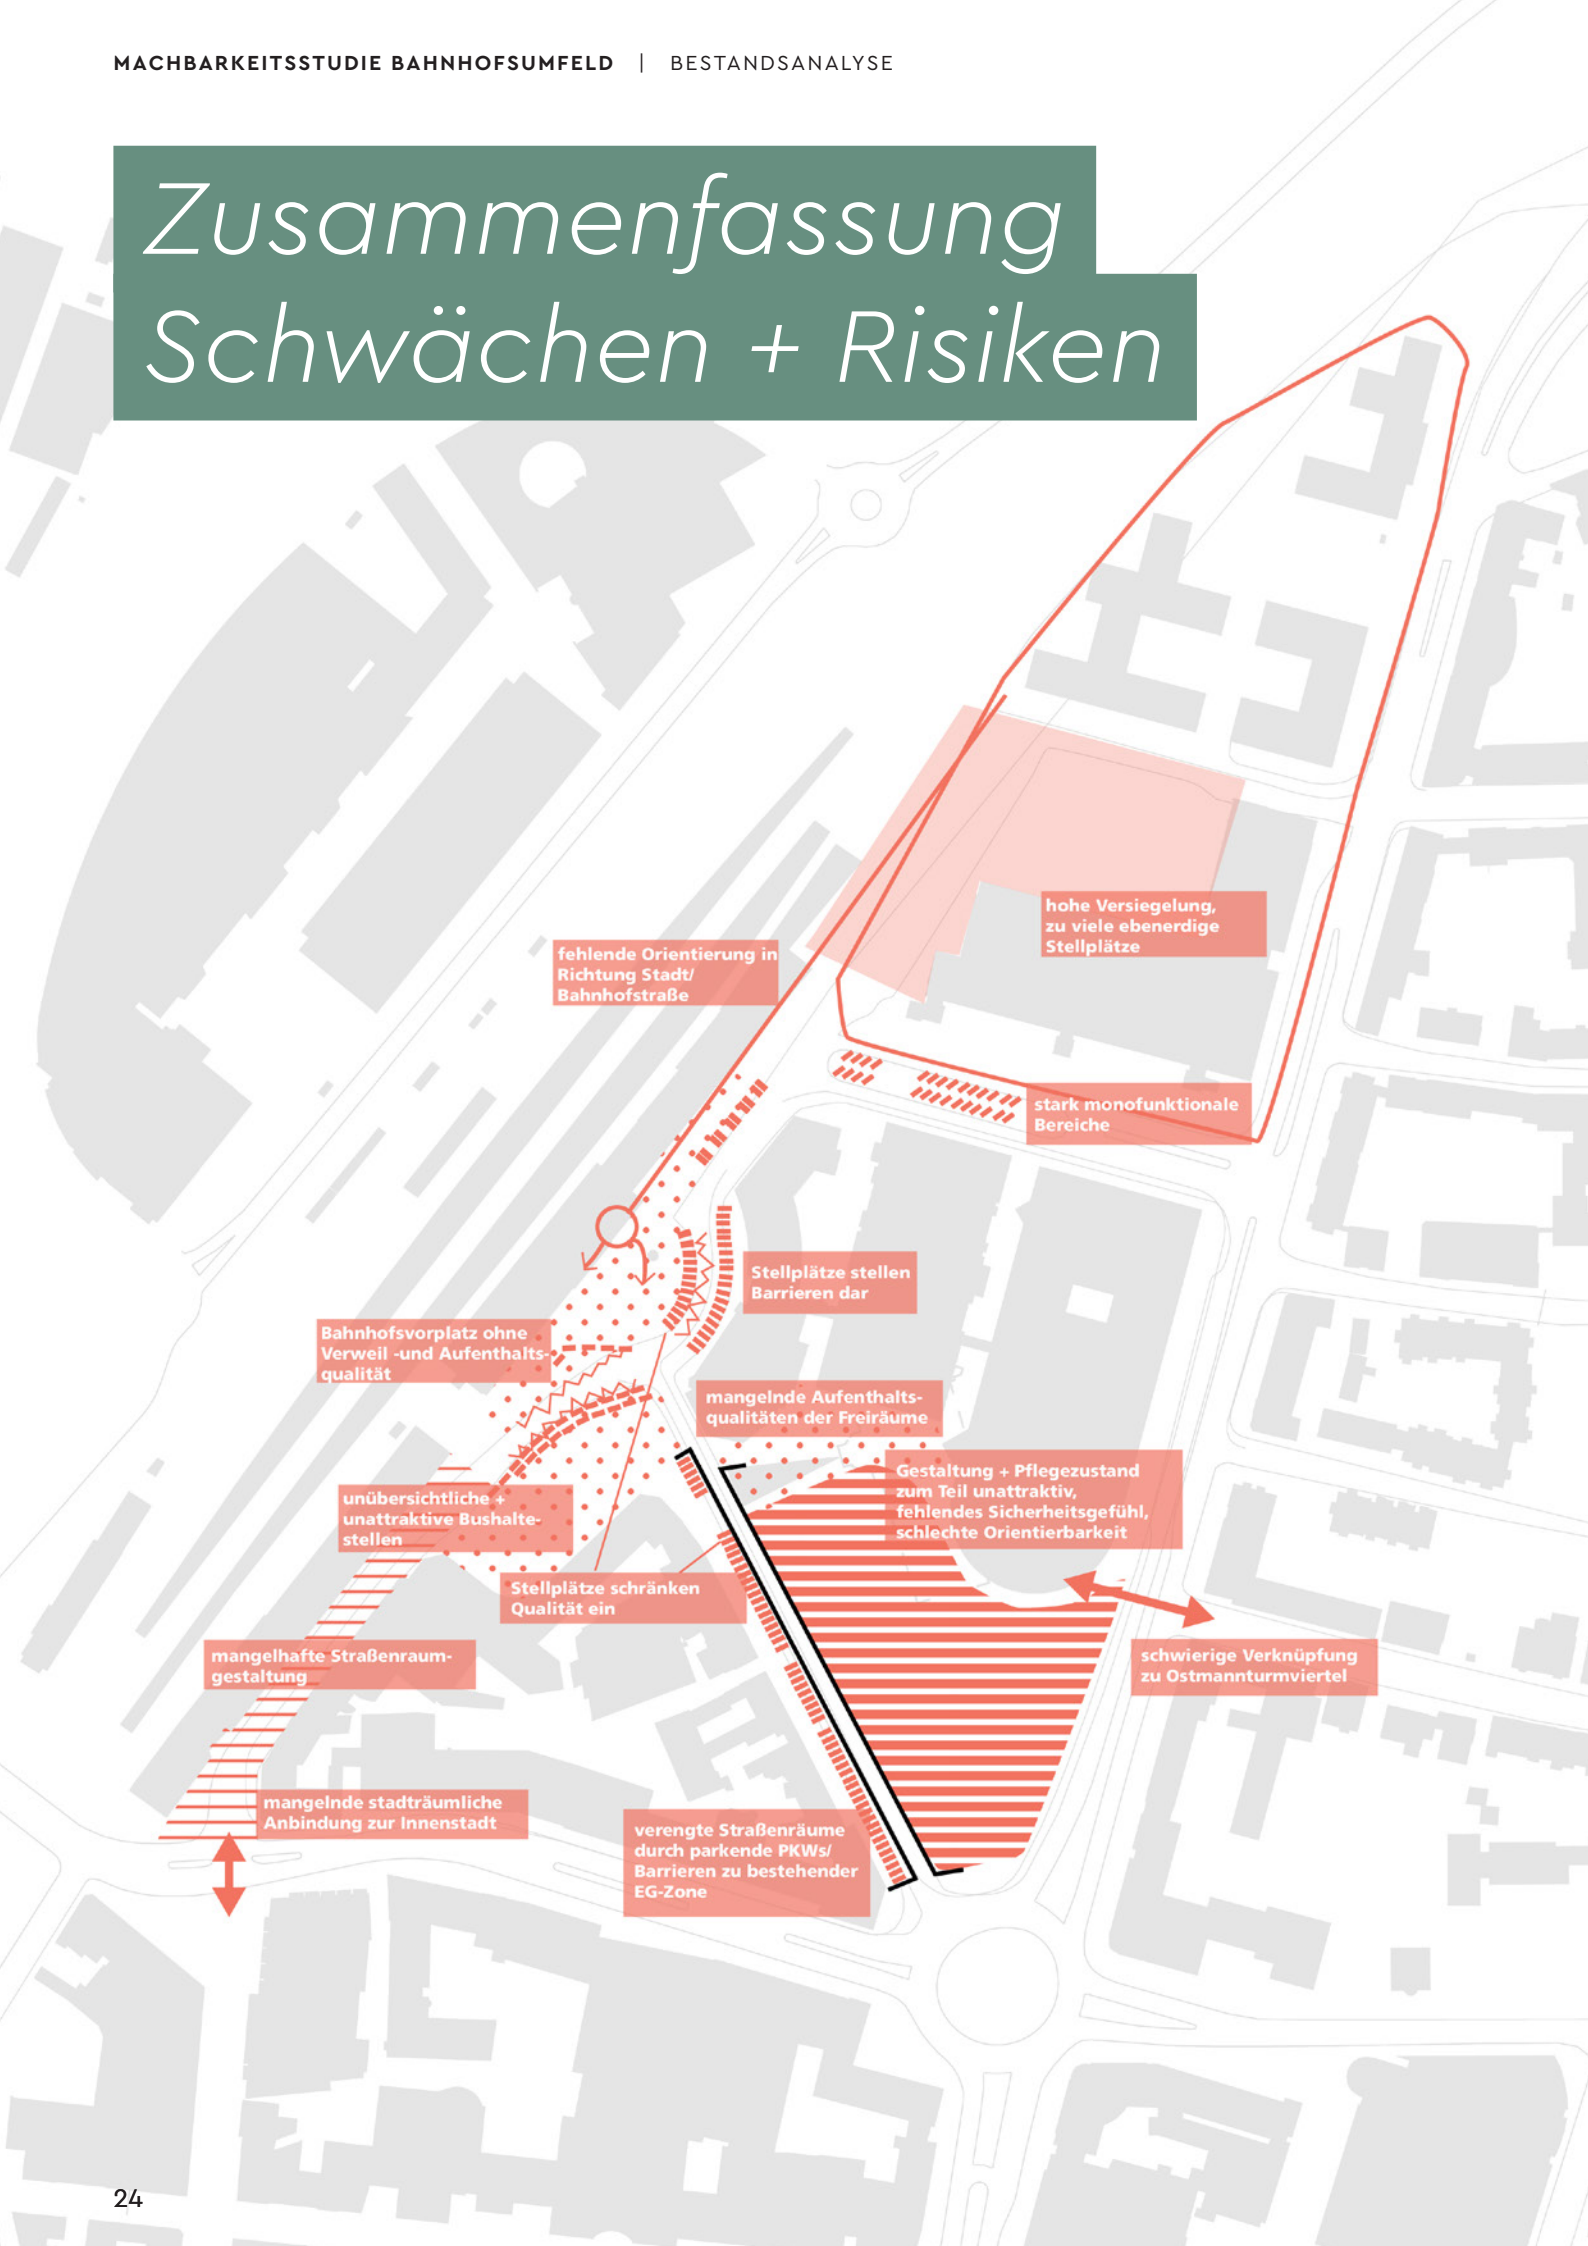 MACHBARKEITSSTUDIE BAHNHOFSUMFELD | BESTANDSANALYSE
Zusammenfassung
Schwächen + Risiken
hohe Versiegelung,
zu viele ebenerdige
Stellplätze
fehlende Orientierung in
Richtung Stadt/
Bahnhofstraße
stark monofunktionale
Bereiche
Stellplätze stellen
Barrieren dar
Bahnhofsvorplatz ohne
Verweil -und Aufenthalts-
qualität
mangelnde Aufenthalts-
qualitäten der Freiräume
Gestaltung + Pflegezustand
zum Teil unattraktiv,
fehlendes Sicherheitsgefühl,
schlechte Orientierbarkeit
unübersichtliche +
unattraktive Bushalte-
stellen
Stellplätze schränken
Qualität ein
mangelhafte Straßenraum-
gestaltung
schwierige Verknüpfung
zu Ostmannturmviertel
mangelnde stadträumliche
Anbindung zur Innenstadt
verengte Straßenräume
durch parkende PKWs/
Barrieren zu bestehender
EG-Zone
24